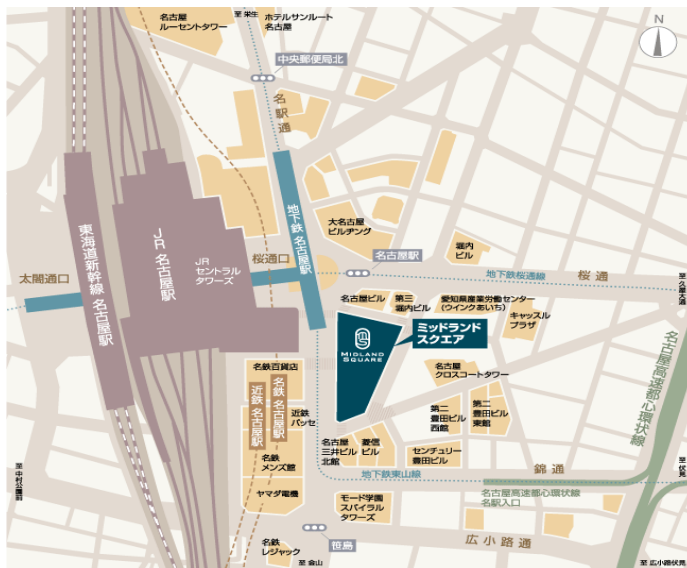 至 栄生
ホテルサンルート
名古屋
名古屋
ルーセントタワー
N
中央郵便局北
名駅通
地下鉄 名古屋駅
大名古屋
ビルヂング
名古屋駅
堀内
ビル
地下鉄桜通線
桜通
至 久屋大通
太閤通口
東海道新幹線 名古屋駅
JR 名古屋駅
JR
セントラル
タワーズ
桜通口
名古屋ビル
第三
堀内ビル
愛知県産業労働センター
(ウインクあいち)
キャッスル
プラザ
ミッドランド
スクエア
MIDLAND
SQUARE
名古屋高速都心環状線
名鉄百貨店
名鉄 名古屋駅
近鉄 名古屋駅
近鉄
パッセ
名古屋
クロスコートタワー
第二
豊田ビル
西館
第二
豊田ビル
東館
名古屋
三井ビル
北館
菱信
ビル
センチュリー
豊田ビル
名鉄
メンズ館
地下鉄東山線
錦通
至 伏見
至 中村公園前
ヤマダ電機
モード学園
スパイラル
タワーズ
名古屋高速都心環状線
名駅入口
笹島
広小路通
名鉄
レジャック
至 金山
至 広小路伏見